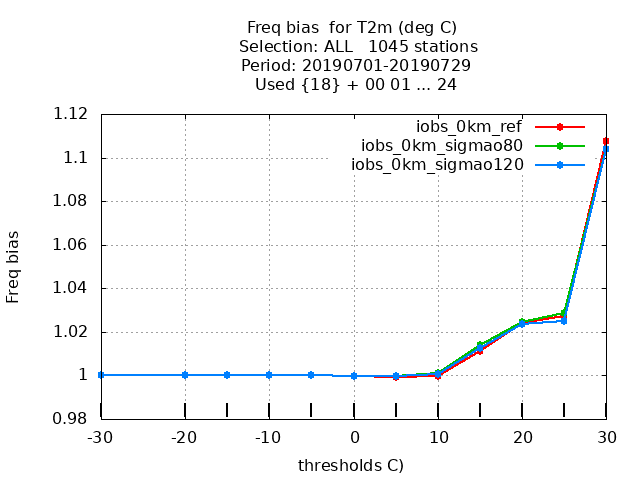 Freq bias  for T2m (deg C)
Selection: ALL   1045 stations
Period: 20190701-20190729
Used {18} + 00 01 ... 24
iobs_0km_ref
iobs_0km_sigmao80
iobs_0km_sigmao120
1.12
1.1
1.08
1.06
1.04
1.02
1
0.98
Freq bias
-30
-20
-10
0
10
20
30
thresholds C)